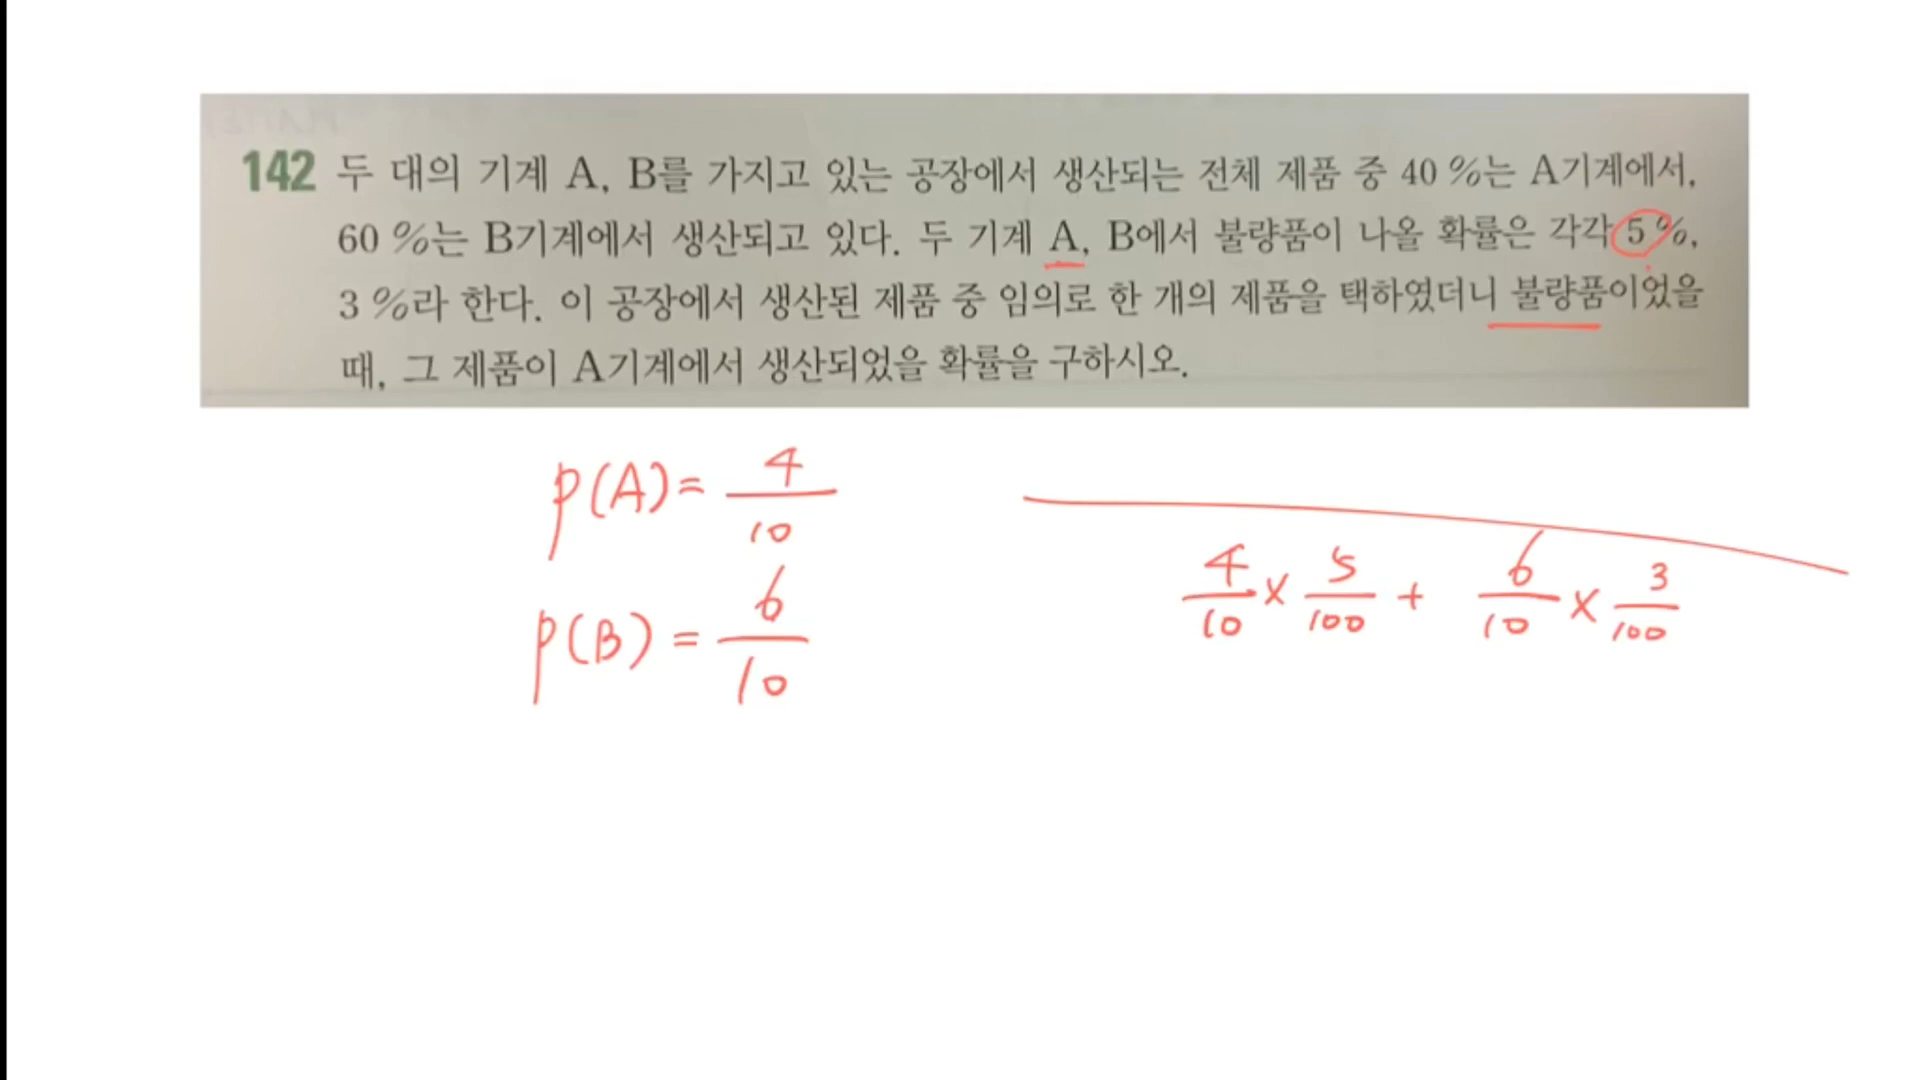 142 두 대의 기계 A, B를 가지고 있는 공장에서 생산되는 전체 제품 중 40 %는 A기계에서,
60 %는 B기계에서 생산되고 있다. 두 기계 A, B에서 불량품이 나올 확률은 각각 5 %,
3 %라 한다. 이 공장에서 생산된 제품 중 임의로 한 개의 제품을 택하였더니 불량품이었을
때, 그 제품이 A기계에서 생산되었을 확률을 구하시오.
P(A) = 4/10
P(B) = 6/10
4/10 × 5/100 + 6/10 × 3/100